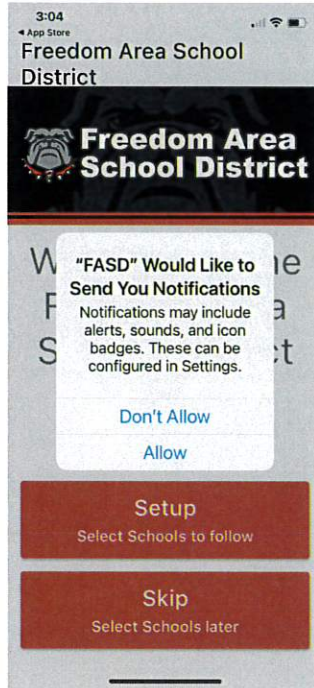 3:04
◀ App Store
Freedom Area School
District
Freedom Area
School District
"FASD" Would Like to
Send You Notifications
Notifications may include
alerts, sounds, and icon
badges. These can be
configured in Settings.
Don't Allow
Allow
Setup
Select Schools to follow
Skip
Select Schools later